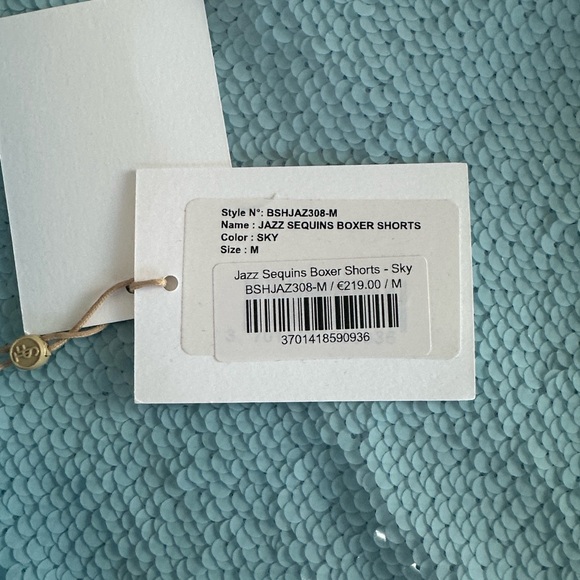 Style N°: BSHJAZ308-M
Name : JAZZ SEQUINS BOXER SHORTS
Color : SKY
Size : M
Jazz Sequins Boxer Shorts - Sky
BSHJAZ308-M / €219.00 / M
3701418590936